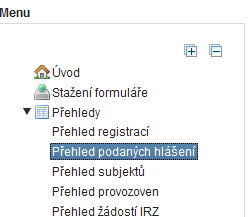 Menu
Úvod
Stažení formuláře
Přehledy
Přehled registrací
Přehled podaných hlášení
Přehled subjektů
Přehled provozoven
Přehled žádostí IRZ